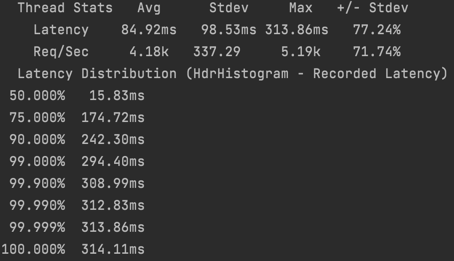 Thread Stats   Avg      Stdev     Max   +/- Stdev
Latency    84.92ms   98.53ms 313.86ms   77.24%
Req/Sec     4.18k   337.29     5.19k    71.74%
Latency Distribution (HdrHistogram - Recorded Latency)
50.000%   15.83ms
75.000%  174.72ms
90.000%  242.30ms
99.000%  294.40ms
99.900%  308.99ms
99.990%  312.83ms
99.999%  313.86ms
100.000%  314.11ms